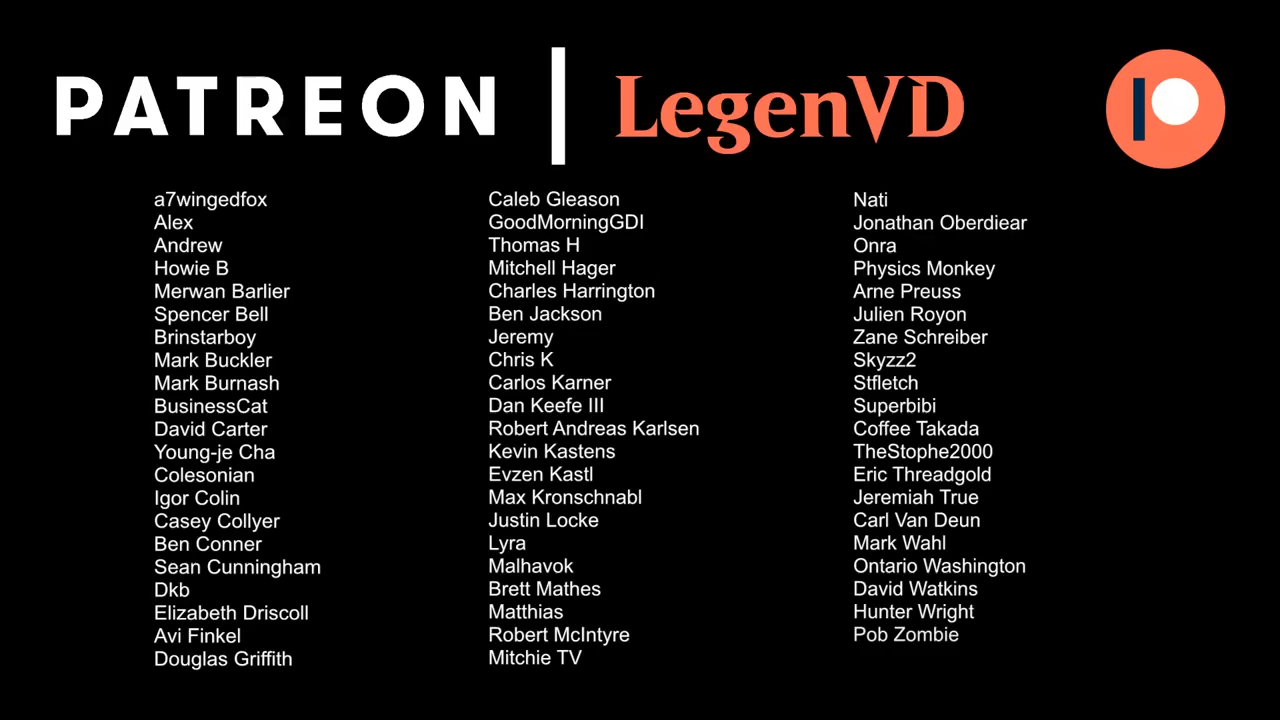 PATREON | LegenVD
a7wingedfox
Alex
Andrew
Howie B
Merwan Barlier
Spencer Bell
Brinstarboy
Mark Buckler
Mark Burnash
BusinessCat
David Carter
Young-je Cha
Colesonian
Igor Colin
Casey Collyer
Ben Conner
Sean Cunningham
Dkb
Elizabeth Driscoll
Avi Finkel
Douglas Griffith
Caleb Gleason
GoodMorningGDI
Thomas H
Mitchell Hager
Charles Harrington
Ben Jackson
Jeremy
Chris K
Carlos Karner
Dan Keefe III
Robert Andreas Karlsen
Kevin Kastens
Evzen Kastl
Max Kronschnabl
Justin Locke
Lyra
Malhavok
Brett Mathes
Matthias
Robert McIntyre
Mitchie TV
Nati
Jonathan Oberdiear
Onra
Physics Monkey
Arne Preuss
Julien Royon
Zane Schreiber
Skyzz2
Stfletch
Superbibi
Coffee Takada
TheStophe2000
Eric Threadgold
Jeremiah True
Carl Van Deun
Mark Wahl
Ontario Washington
David Watkins
Hunter Wright
Pob Zombie